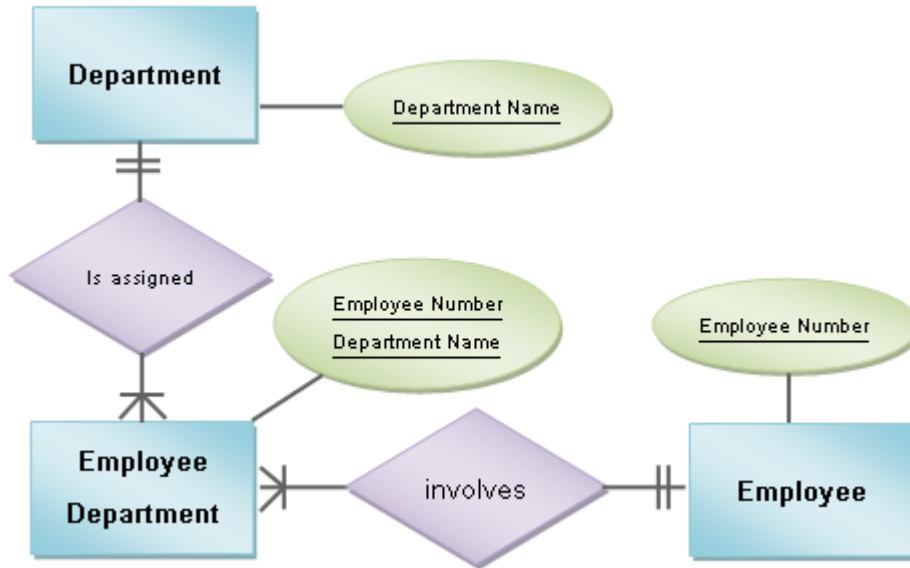 Department
Department Name
Is assigned
Employee Number
Department Name
Employee Number
Employee
Department
involves
Employee